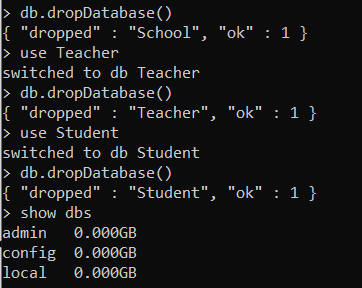 > db.dropDatabase()
{ "dropped" : "School", "ok" : 1 }
> use Teacher
switched to db Teacher
> db.dropDatabase()
{ "dropped" : "Teacher", "ok" : 1 }
> use Student
switched to db Student
> db.dropDatabase()
{ "dropped" : "Student", "ok" : 1 }
> show dbs
admin   0.000GB
config  0.000GB
local   0.000GB